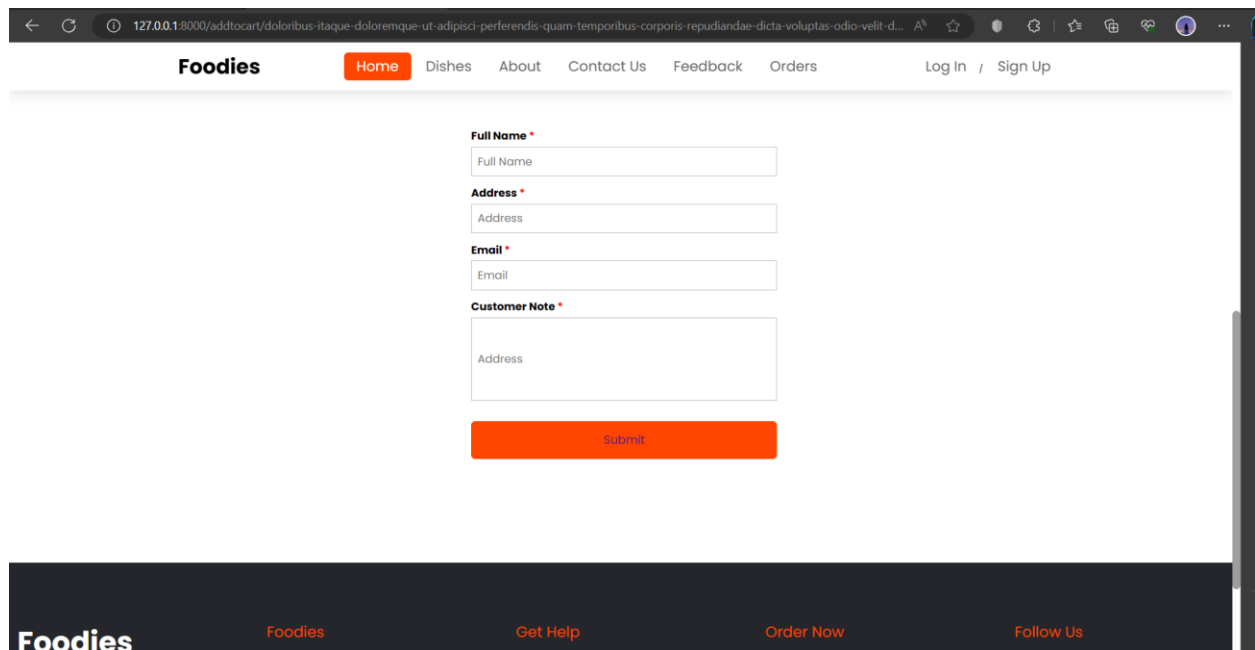 127.0.0.1:8000/addtocart/doloribus-itaque-doloremque-ut-adipisci-perferendis-quam-temporibus-corporis-repudiandae-dicta-voluptas-odio-velit-d...
Foodies Home Dishes About Contact Us Feedback Orders Log In / Sign Up
Full Name *
Full Name
Address *
Address
Email *
Email
Customer Note *
Address
Submit
Foodies Foodies Get Help Order Now Follow Us